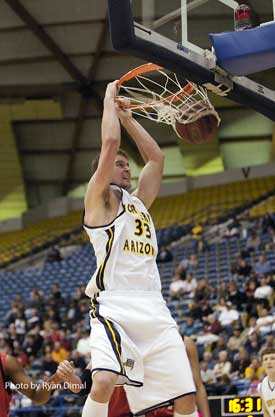 ARIZONA
33
16:31
Photo by Ryan Dimal